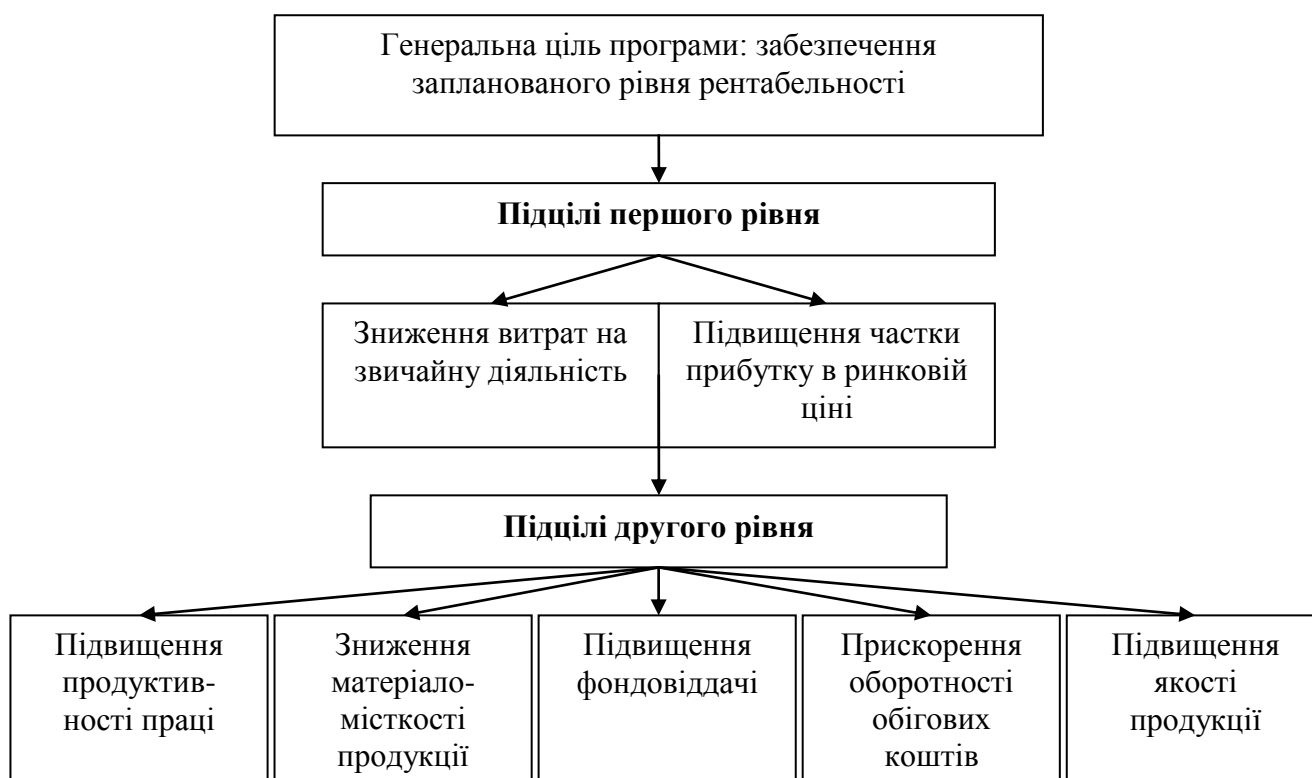 Генеральна ціль програми: забезпечення
запланованого рівня рентабельності
Підцілі першого рівня
Зниження витрат на
звичайну діяльність
Підвищення частки
прибутку в ринковій
ціні
Підцілі другого рівня
Підвищення
продуктив-
ності праці
Зниження
матеріало-
місткості
продукції
Підвищення
фондовіддачі
Прискорення
оборотності
обігових
коштів
Підвищення
якості
продукції